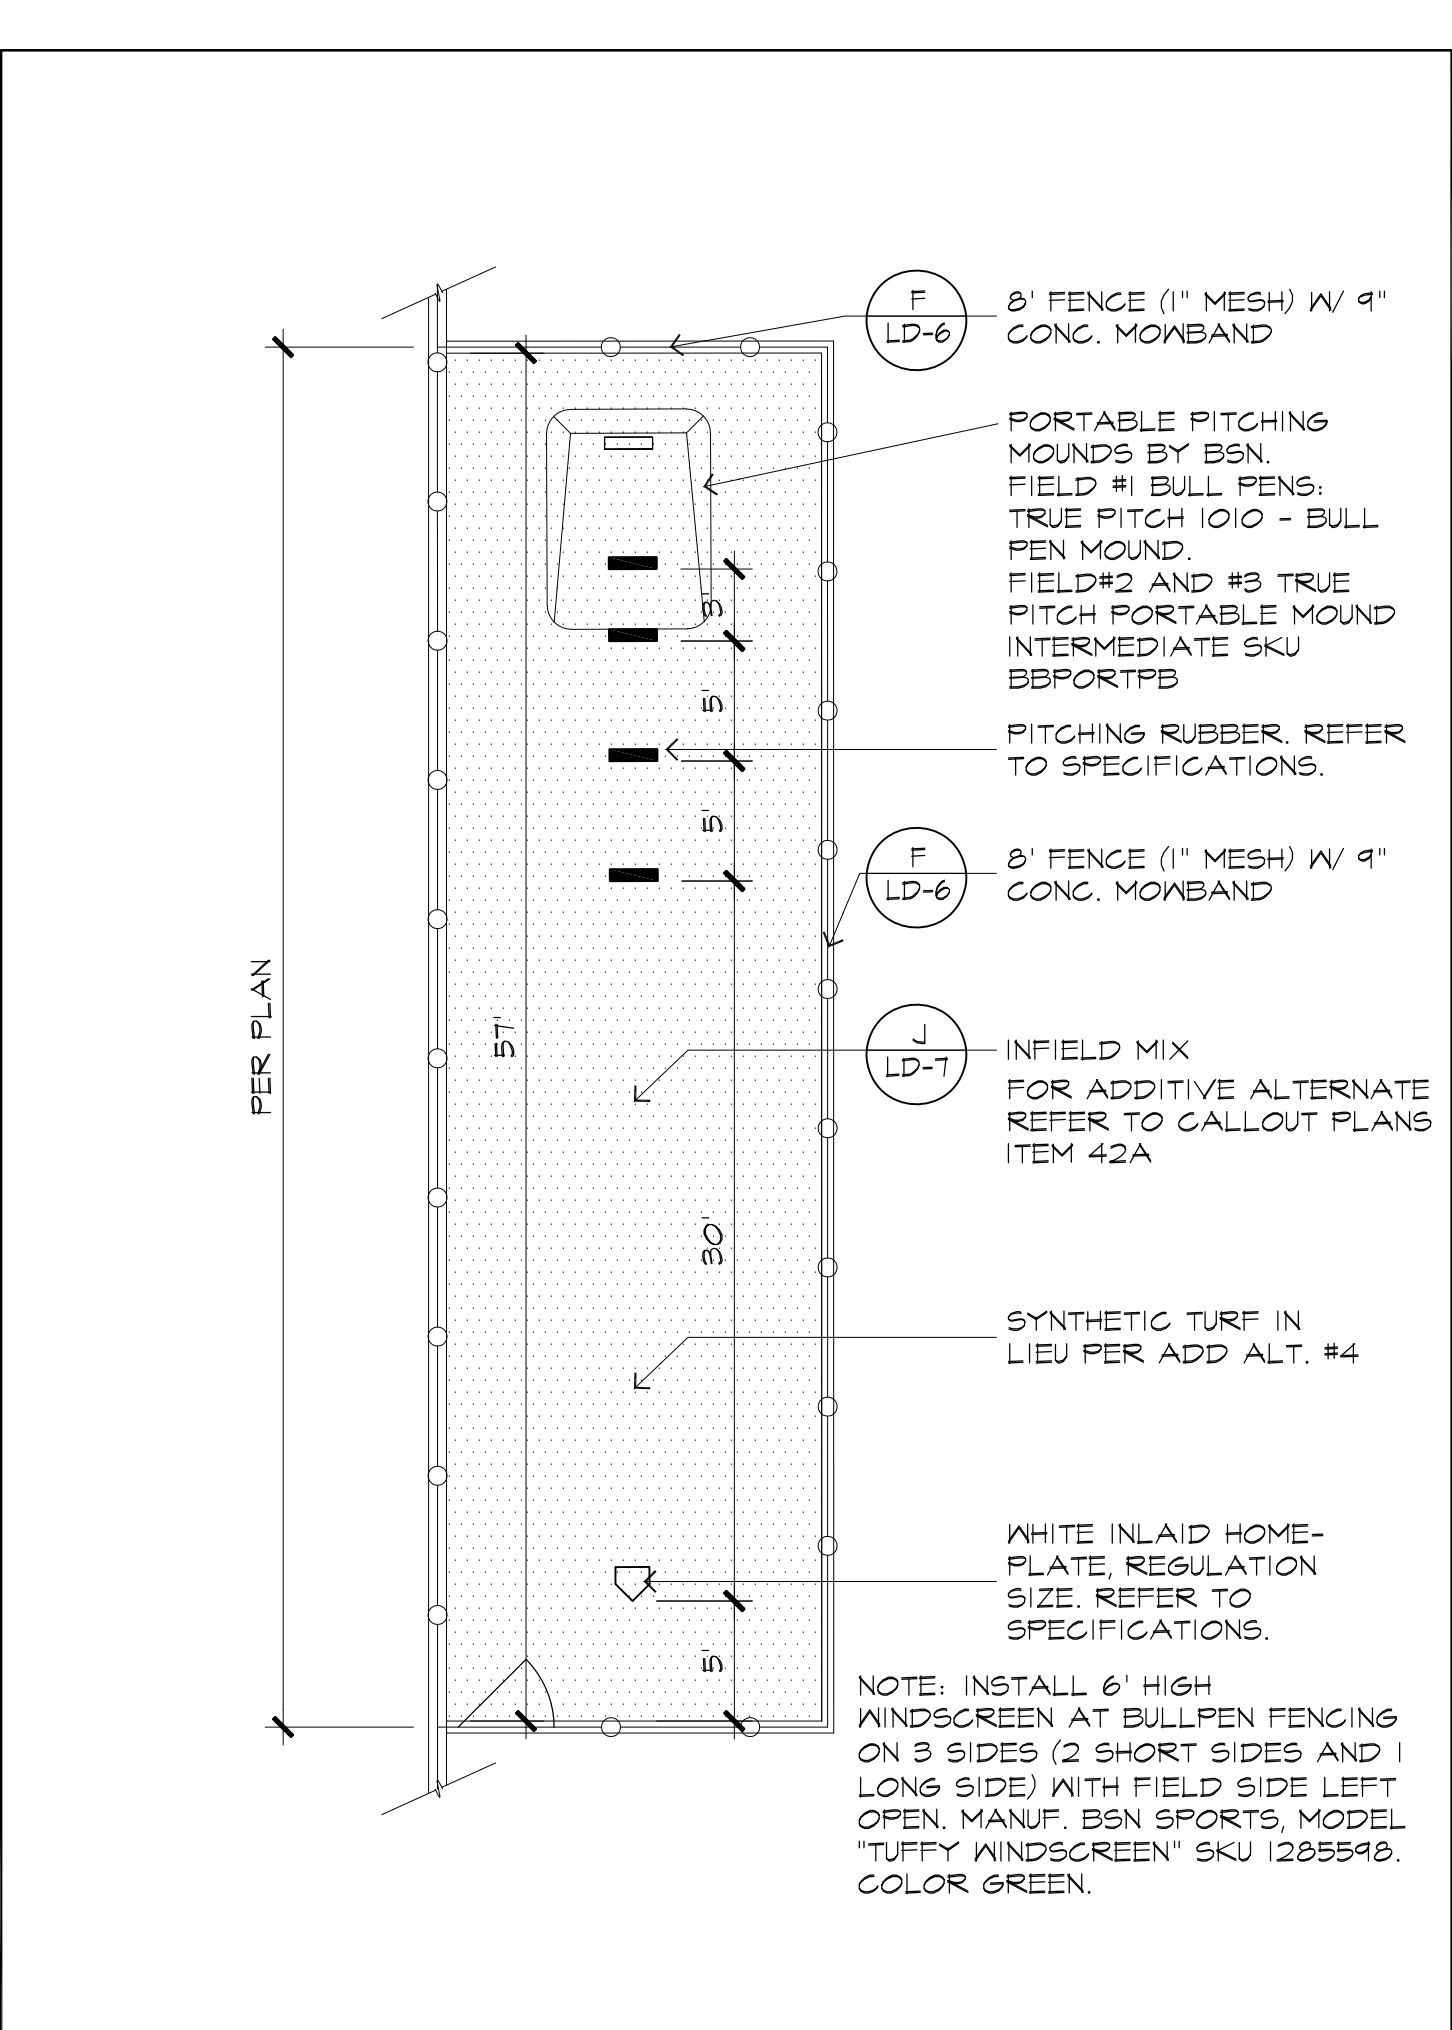 F
LD-6
8' FENCE (1" MESH) W/ 9"
CONC. MOWBAND
PORTABLE PITCHING
MOUNDS BY BSN.
FIELD #1 BULL PENS:
TRUE PITCH 1010 - BULL
PEN MOUND.
FIELD#2 AND #3 TRUE
PITCH PORTABLE MOUND
INTERMEDIATE SKU
BBPORTPB
3'
5'
PITCHING RUBBER. REFER
TO SPECIFICATIONS.
5'
F
LD-6
8' FENCE (1" MESH) W/ 9"
CONC. MOWBAND
PER PLAN
57'
J
LD-7
INFIELD MIX
FOR ADDITIVE ALTERNATE
REFER TO CALLOUT PLANS
ITEM 42A
30'
SYNTHETIC TURF IN
LIEU PER ADD ALT. #4
WHITE INLAID HOME-
PLATE, REGULATION
SIZE. REFER TO
SPECIFICATIONS.
5'
NOTE: INSTALL 6' HIGH
WINDSCREEN AT BULLPEN FENCING
ON 3 SIDES (2 SHORT SIDES AND 1
LONG SIDE) WITH FIELD SIDE LEFT
OPEN. MANUF. BSN SPORTS, MODEL
"TUFFY WINDSCREEN" SKU 1285598.
COLOR GREEN.